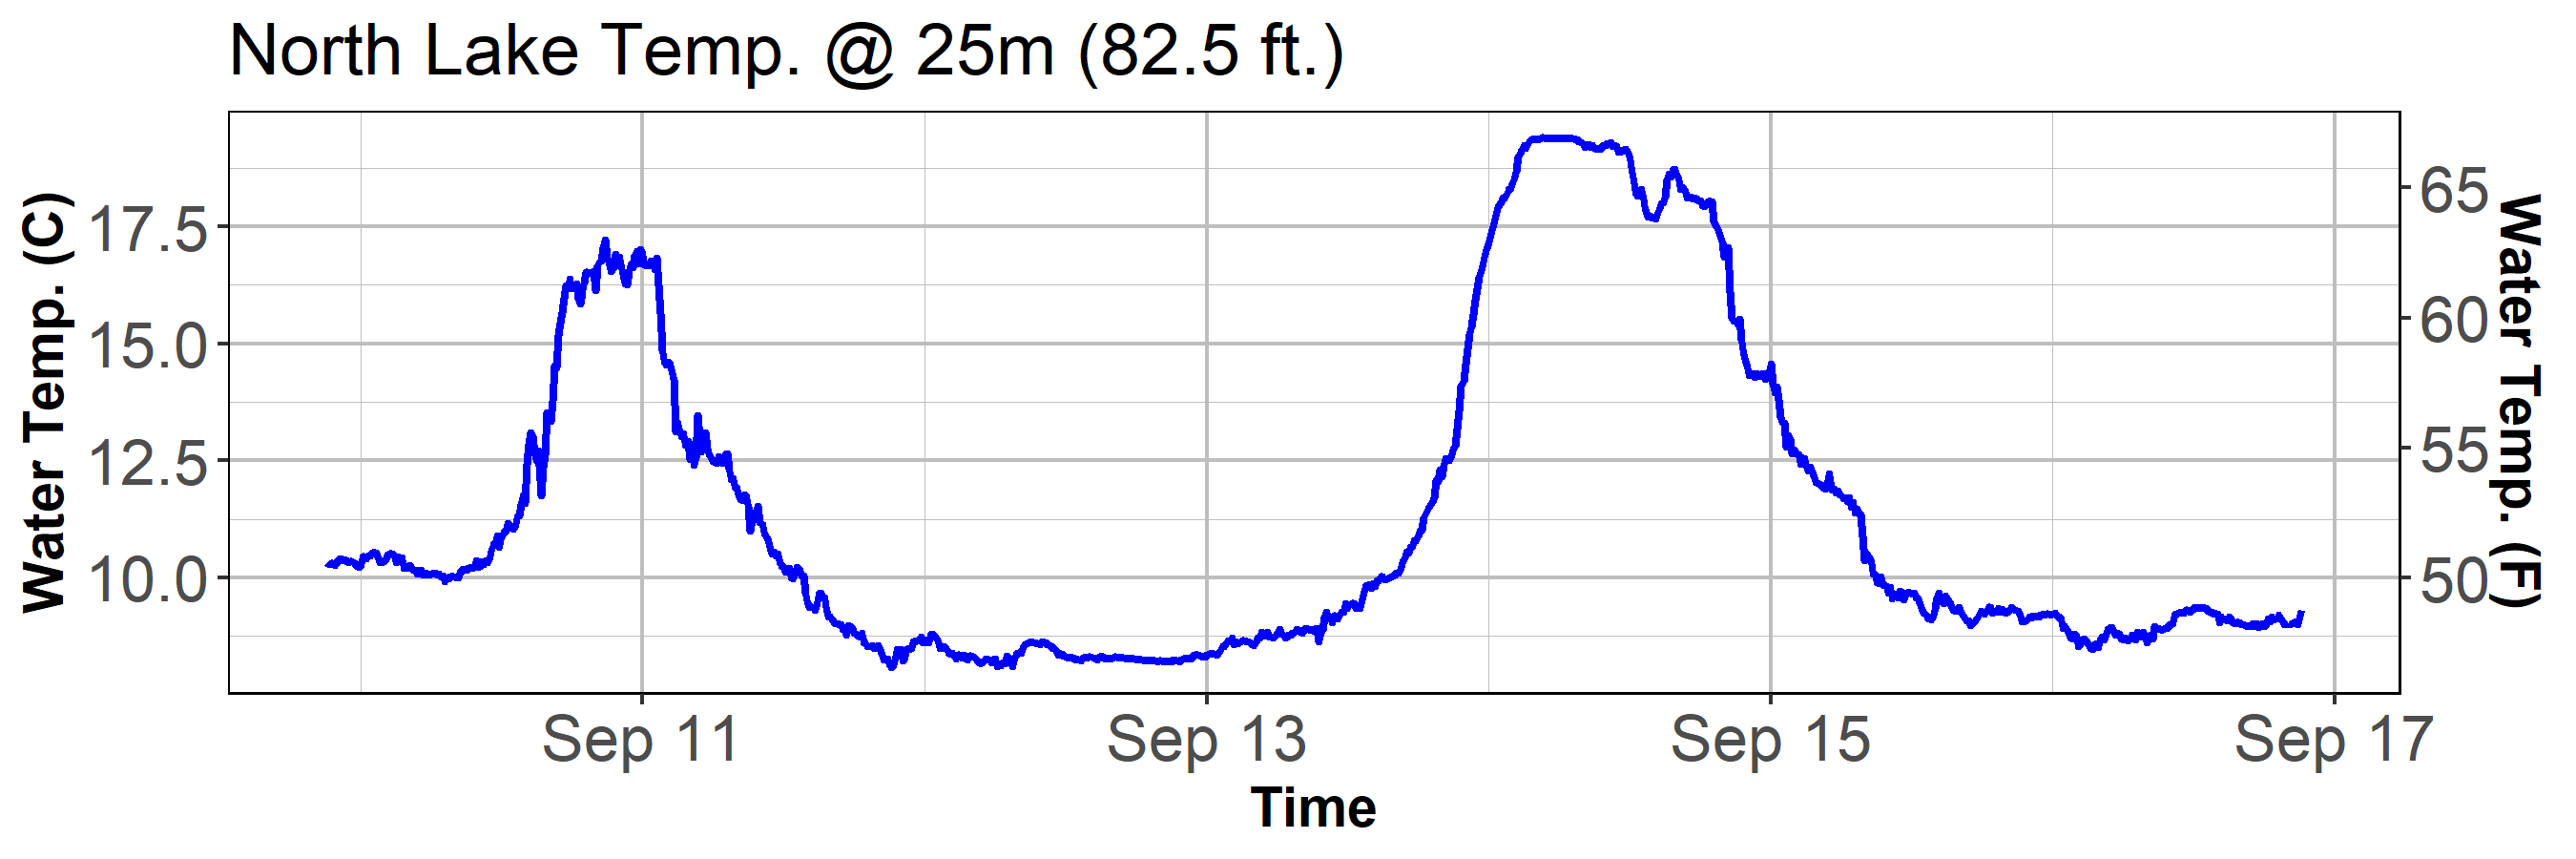 North Lake Temp. @ 25m (82.5 ft.)
Water Temp. (C)
17.5
15.0
12.5
10.0
65
60
55
50
Water Temp. (F)
Sep 11
Sep 13
Sep 15
Sep 17
Time